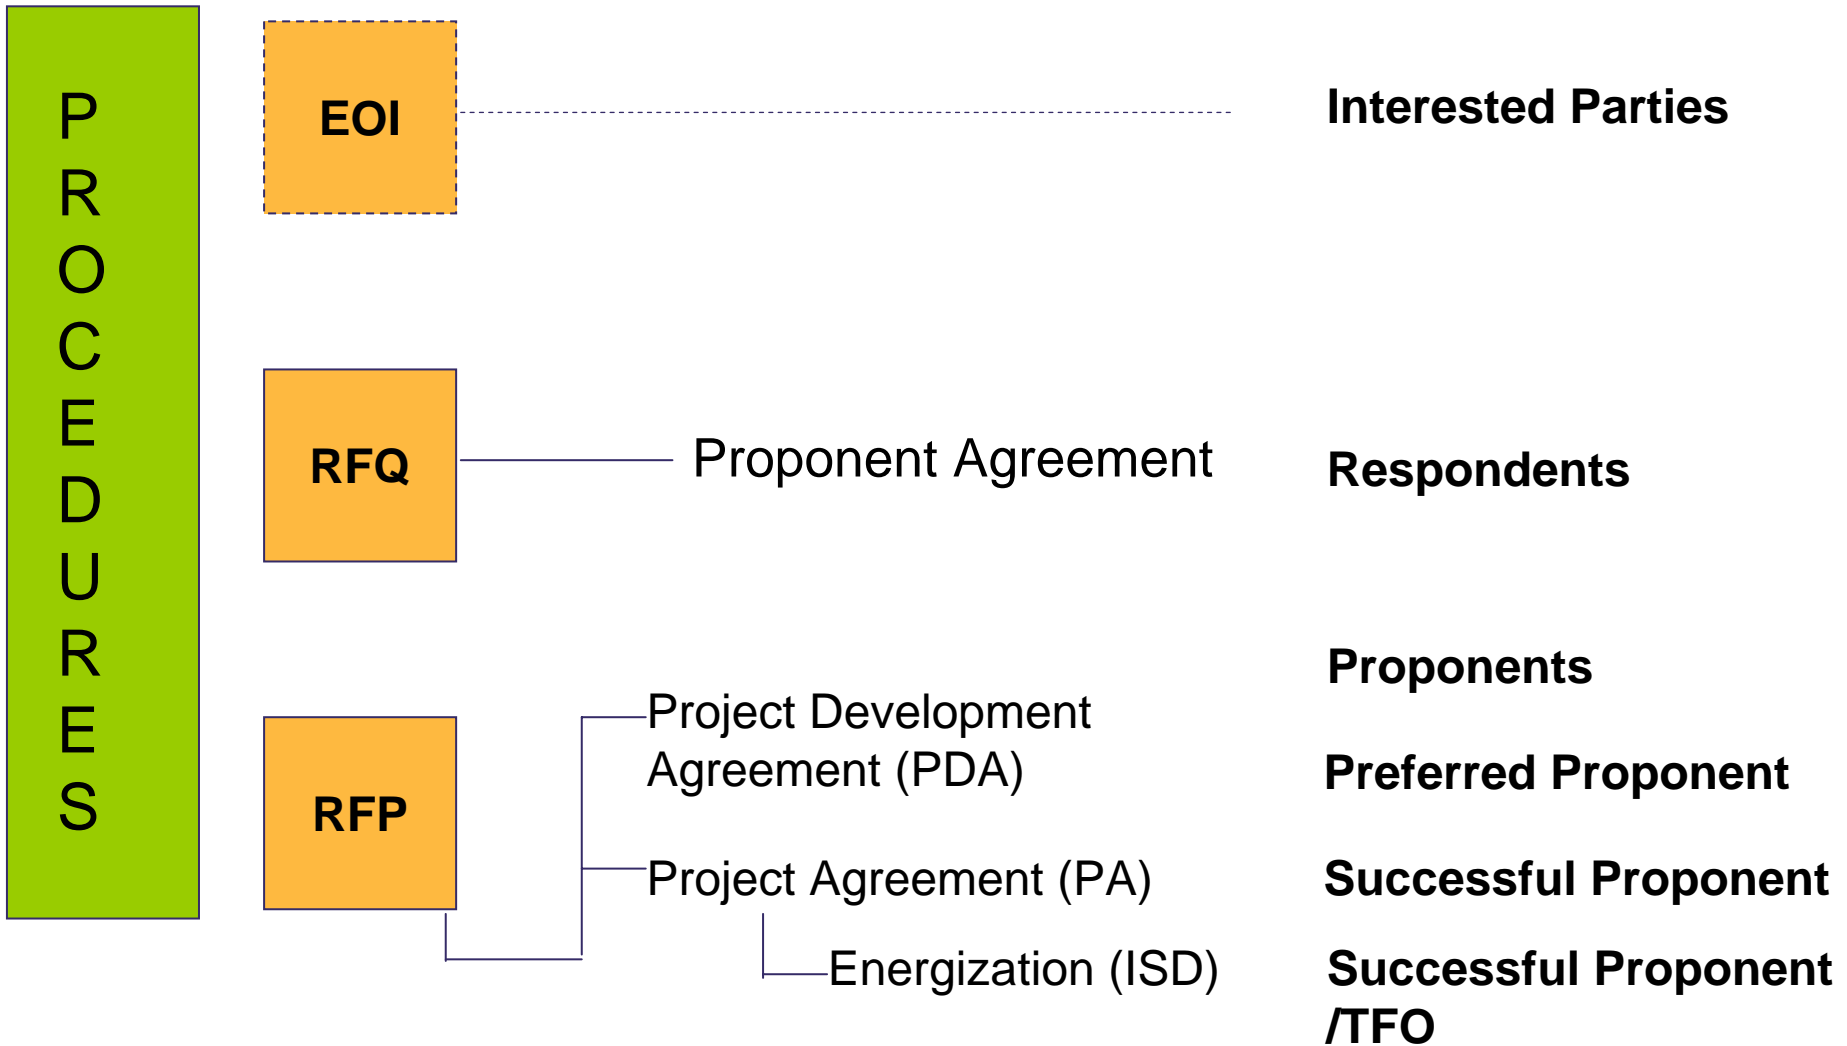 PROCEDURES
EOI
Interested Parties
RFQ
Proponent Agreement
Respondents
Proponents
RFP
Project Development
Agreement (PDA)
Preferred Proponent
Project Agreement (PA)
Successful Proponent
Energization (ISD)
Successful Proponent
/TFO